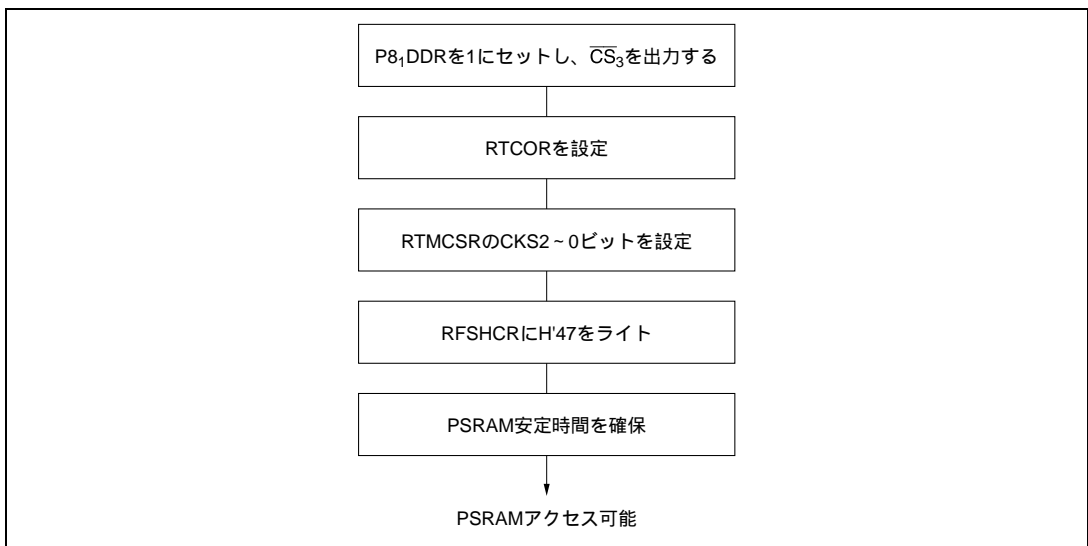 P8₁DDRを1にセットし、C̅S̅₃を出力する
RTCORを設定
RTMCSRのCKS2~0ビットを設定
RFSHCRにH'47をライト
PSRAM安定時間を確保
PSRAMアクセス可能